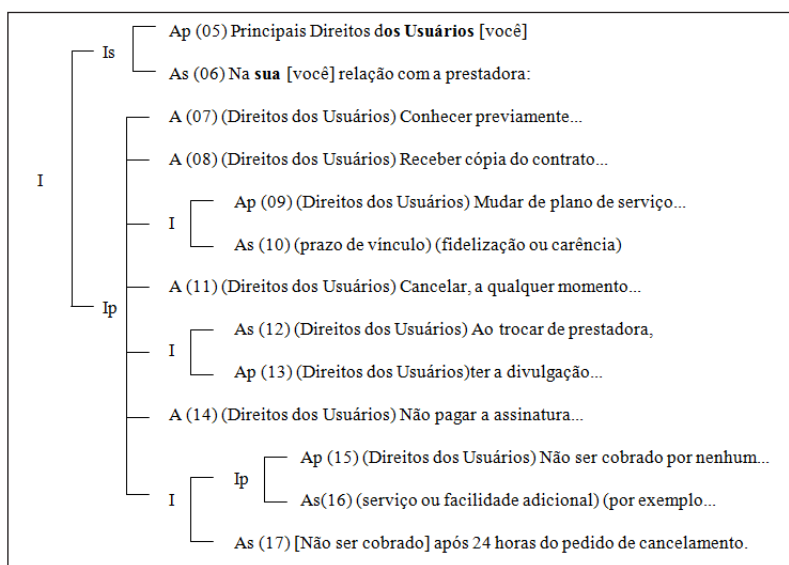 Ap (05) Principais Direitos dos Usuários [você]
Is
As (06) Na sua [você] relação com a prestadora:
A (07) (Direitos dos Usuários) Conhecer previamente...
A (08) (Direitos dos Usuários) Receber cópia do contrato...
I
Ap (09) (Direitos dos Usuários) Mudar de plano de serviço...
I
As (10) (prazo de vínculo) (fidelização ou carência)
A (11) (Direitos dos Usuários) Cancelar, a qualquer momento...
Ip
As (12) (Direitos dos Usuários) Ao trocar de prestadora,
I
Ap (13) (Direitos dos Usuários)ter a divulgação...
A (14) (Direitos dos Usuários) Não pagar a assinatura...
Ap (15) (Direitos dos Usuários) Não ser cobrado por nenhum...
Ip
I
As(16) (serviço ou facilidade adicional) (por exemplo...
As (17) [Não ser cobrado] após 24 horas do pedido de cancelamento.